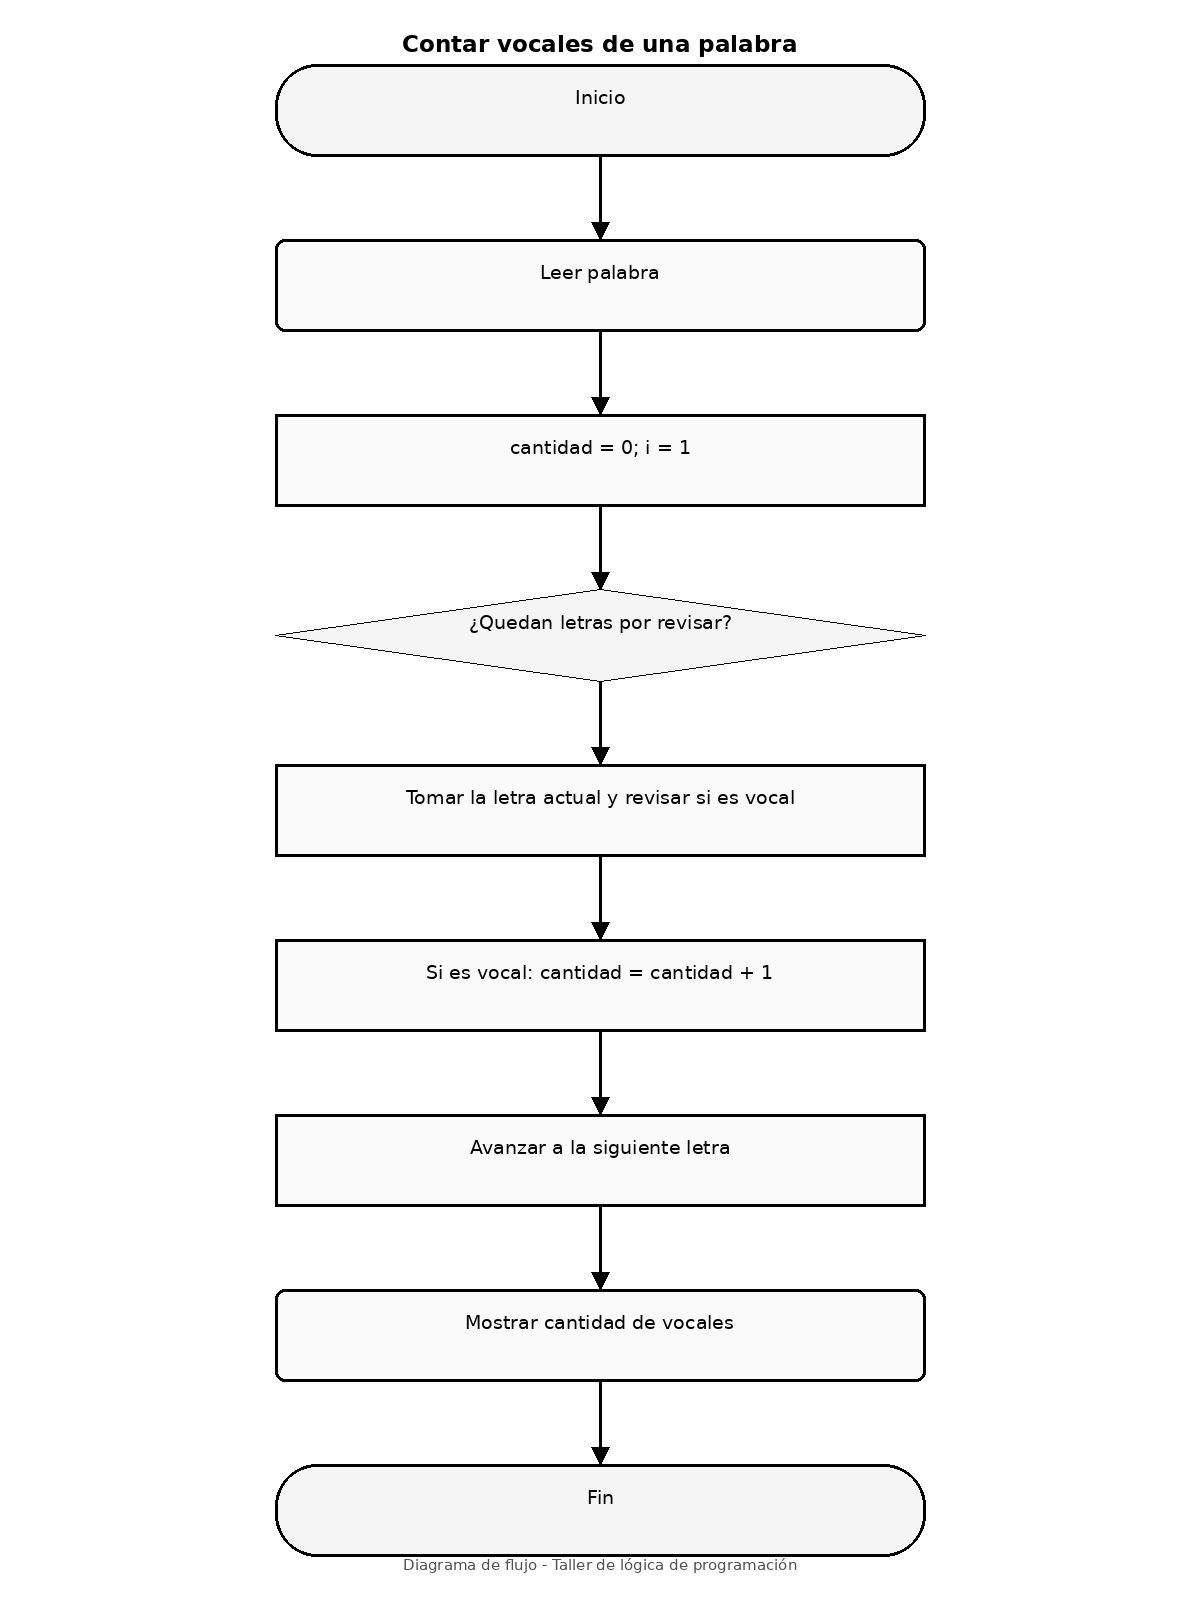 Contar vocales de una palabra
Inicio
Leer palabra
cantidad = 0; i = 1
¿Quedan letras por revisar?
Tomar la letra actual y revisar si es vocal
Si es vocal: cantidad = cantidad + 1
Avanzar a la siguiente letra
Mostrar cantidad de vocales
Fin
Diagrama de flujo - Taller de lógica de programación